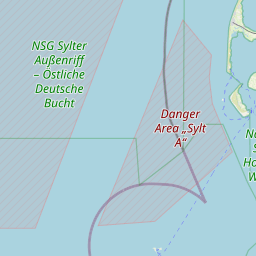 NSG Sylter
Außenriff
– Östliche
Deutsche
Bucht
Danger
Area „Sylt
A“